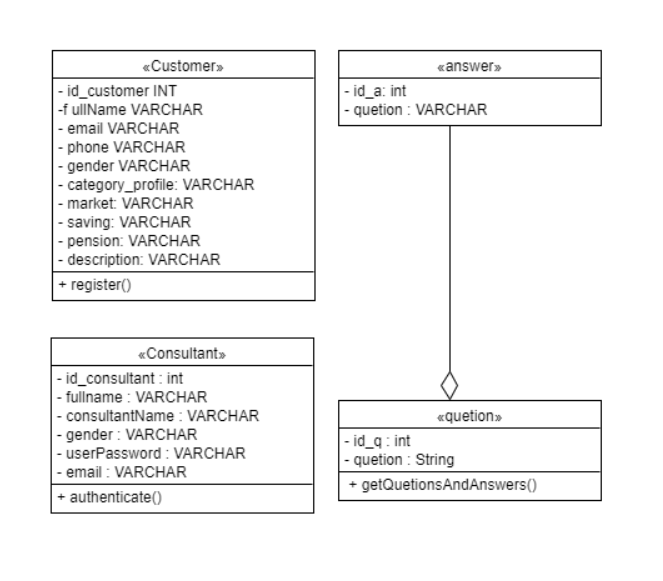 «Customer»
- id_customer INT
-f ullName VARCHAR
- email VARCHAR
- phone VARCHAR
- gender VARCHAR
- category_profile: VARCHAR
- market: VARCHAR
- saving: VARCHAR
- pension: VARCHAR
- description: VARCHAR
+ register()
«answer»
- id_a: int
- quetion : VARCHAR
«Consultant»
- id_consultant : int
- fullname : VARCHAR
- consultantName : VARCHAR
- gender : VARCHAR
- userPassword : VARCHAR
- email : VARCHAR
+ authenticate()
«quetion»
- id_q : int
- quetion : String
+ getQuetionsAndAnswers()